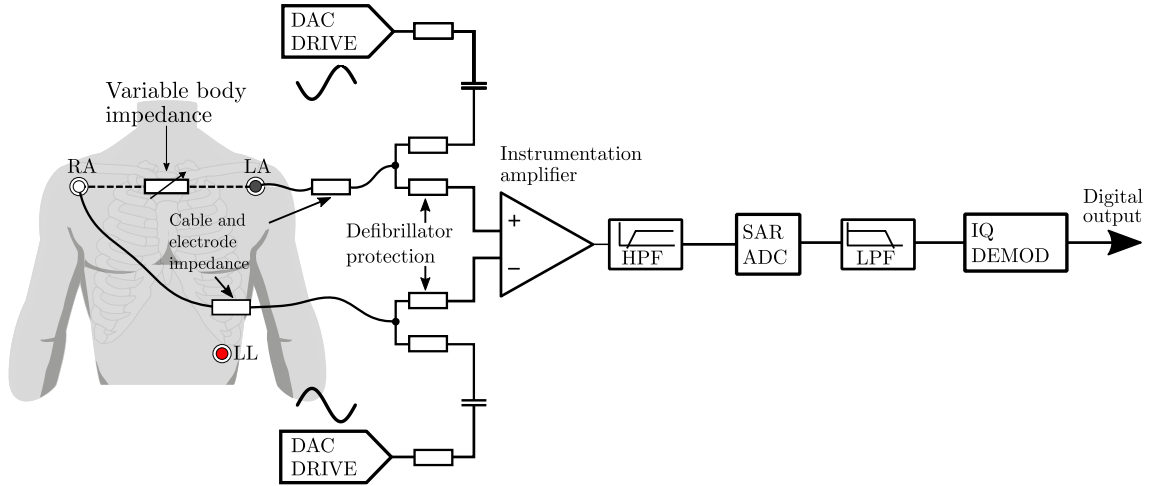 DAC
DRIVE
Variable body
impedance
RA
LA
Instrumentation
amplifier
Cable and
electrode
impedance
Defibrillator
protection
+
−
HPF
SAR
ADC
LPF
IQ
DEMOD
Digital
output
LL
DAC
DRIVE